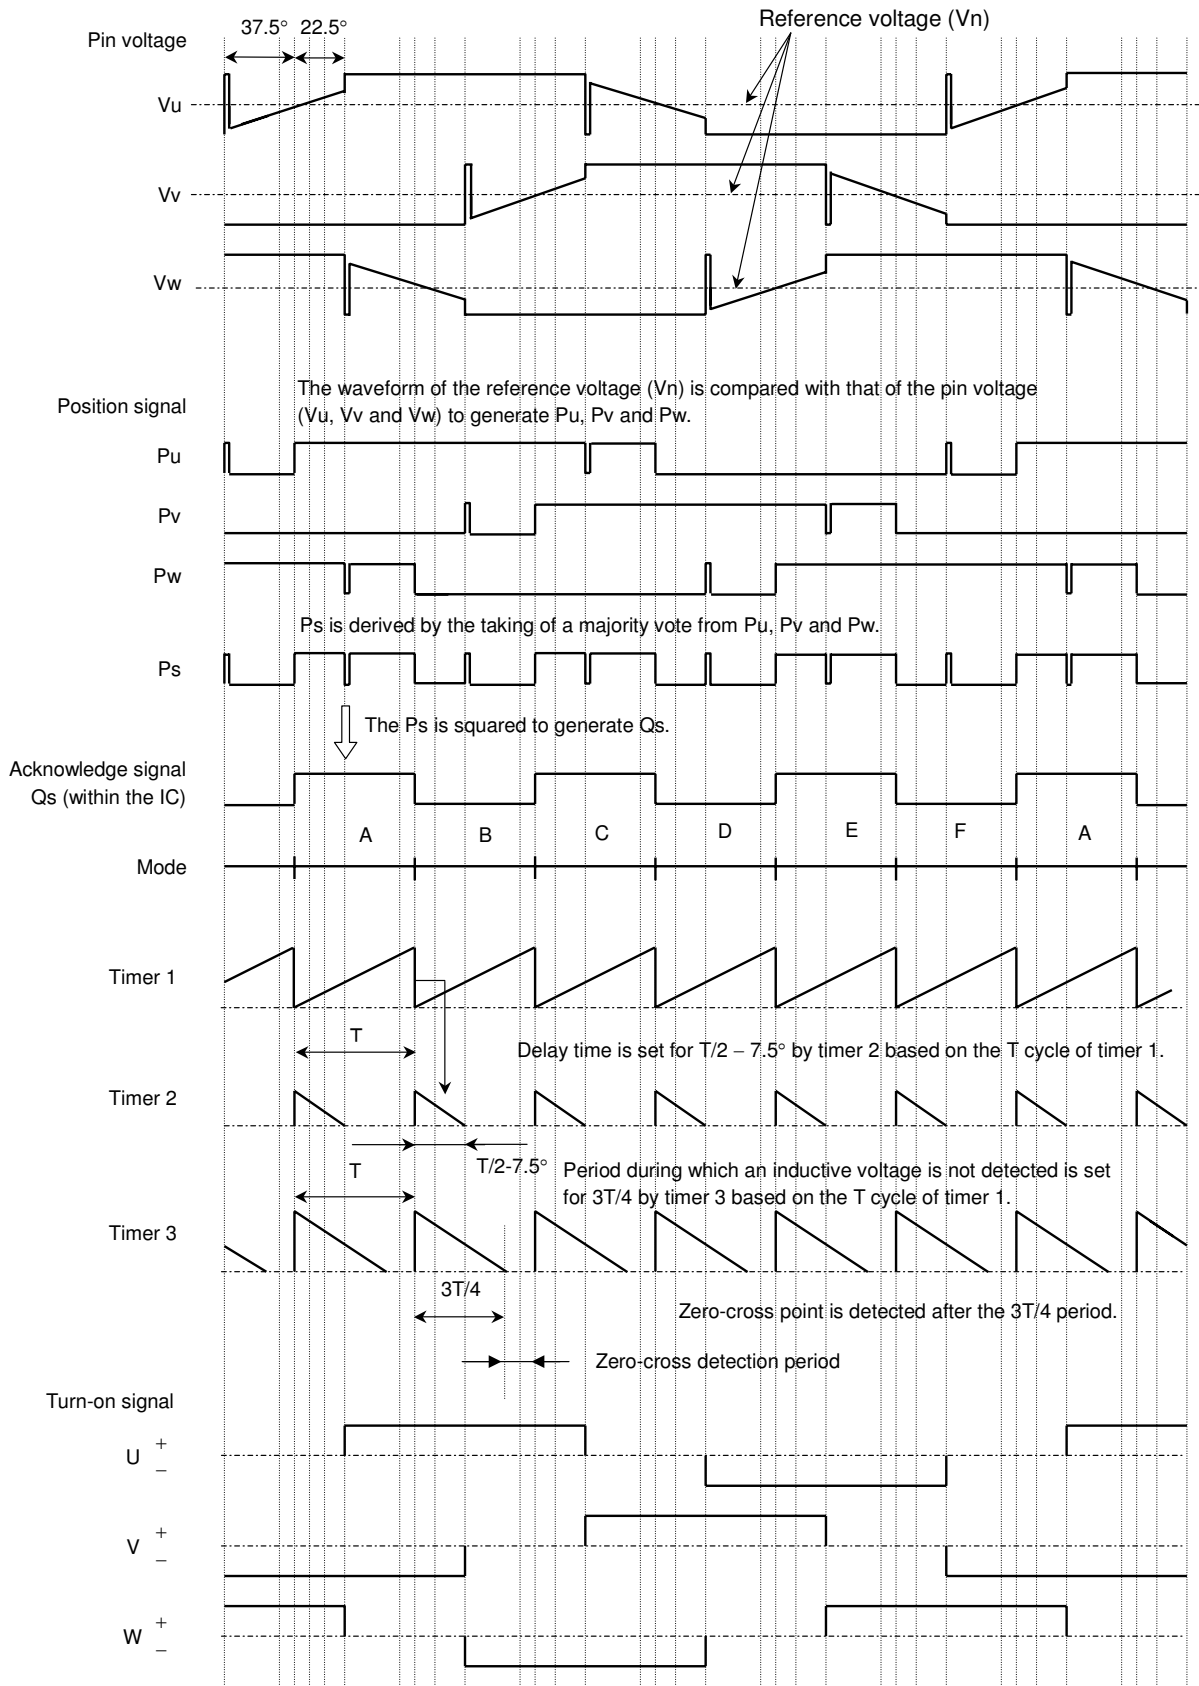 Reference voltage (Vn)
37.5° 22.5°
Pin voltage
Vu
Vv
Vw
The waveform of the reference voltage (Vn) is compared with that of the pin voltage
(Vu, Vv and Vw) to generate Pu, Pv and Pw.
Position signal
Pu
Pv
Pw
Ps is derived by the taking of a majority vote from Pu, Pv and Pw.
Ps
The Ps is squared to generate Qs.
Acknowledge signal
Qs (within the IC)
A B C D E F A
Mode
Timer 1
T
Delay time is set for T/2 – 7.5° by timer 2 based on the T cycle of timer 1.
Timer 2
T/2-7.5°
T
Period during which an inductive voltage is not detected is set
for 3T/4 by timer 3 based on the T cycle of timer 1.
Timer 3
3T/4
Zero-cross point is detected after the 3T/4 period.
Zero-cross detection period
Turn-on signal
U + −
V + −
W + −